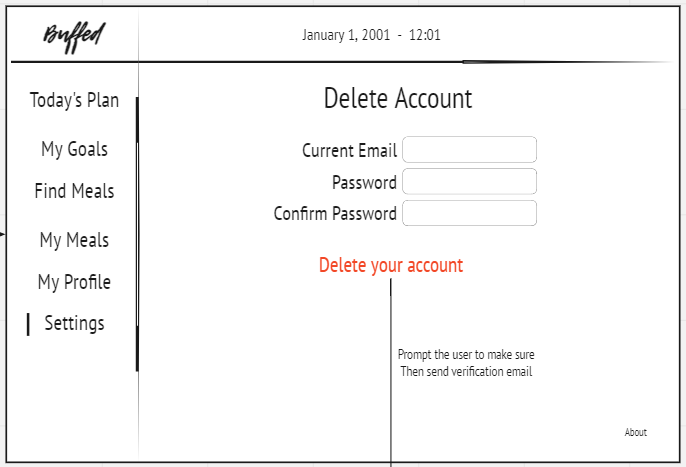 Buffed
January 1, 2001 - 12:01
Today's Plan
My Goals
Find Meals
My Meals
My Profile
Settings
Delete Account
Current Email
Password
Confirm Password
Delete your account
Prompt the user to make sure
Then send verification email
About